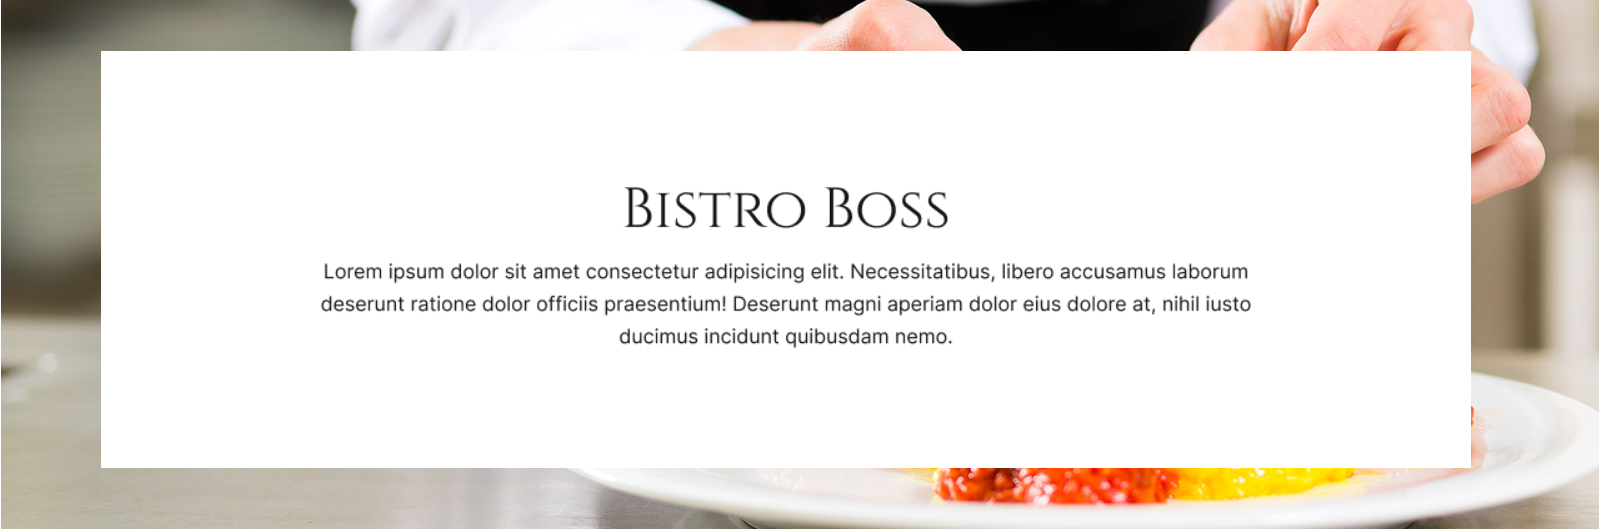 Bistro Boss
Lorem ipsum dolor sit amet consectetur adipisicing elit. Necessitatibus, libero accusamus laborum
deserunt ratione dolor officiis praesentium! Deserunt magni aperiam dolor eius dolore at, nihil iusto
ducimus incidunt quibusdam nemo.